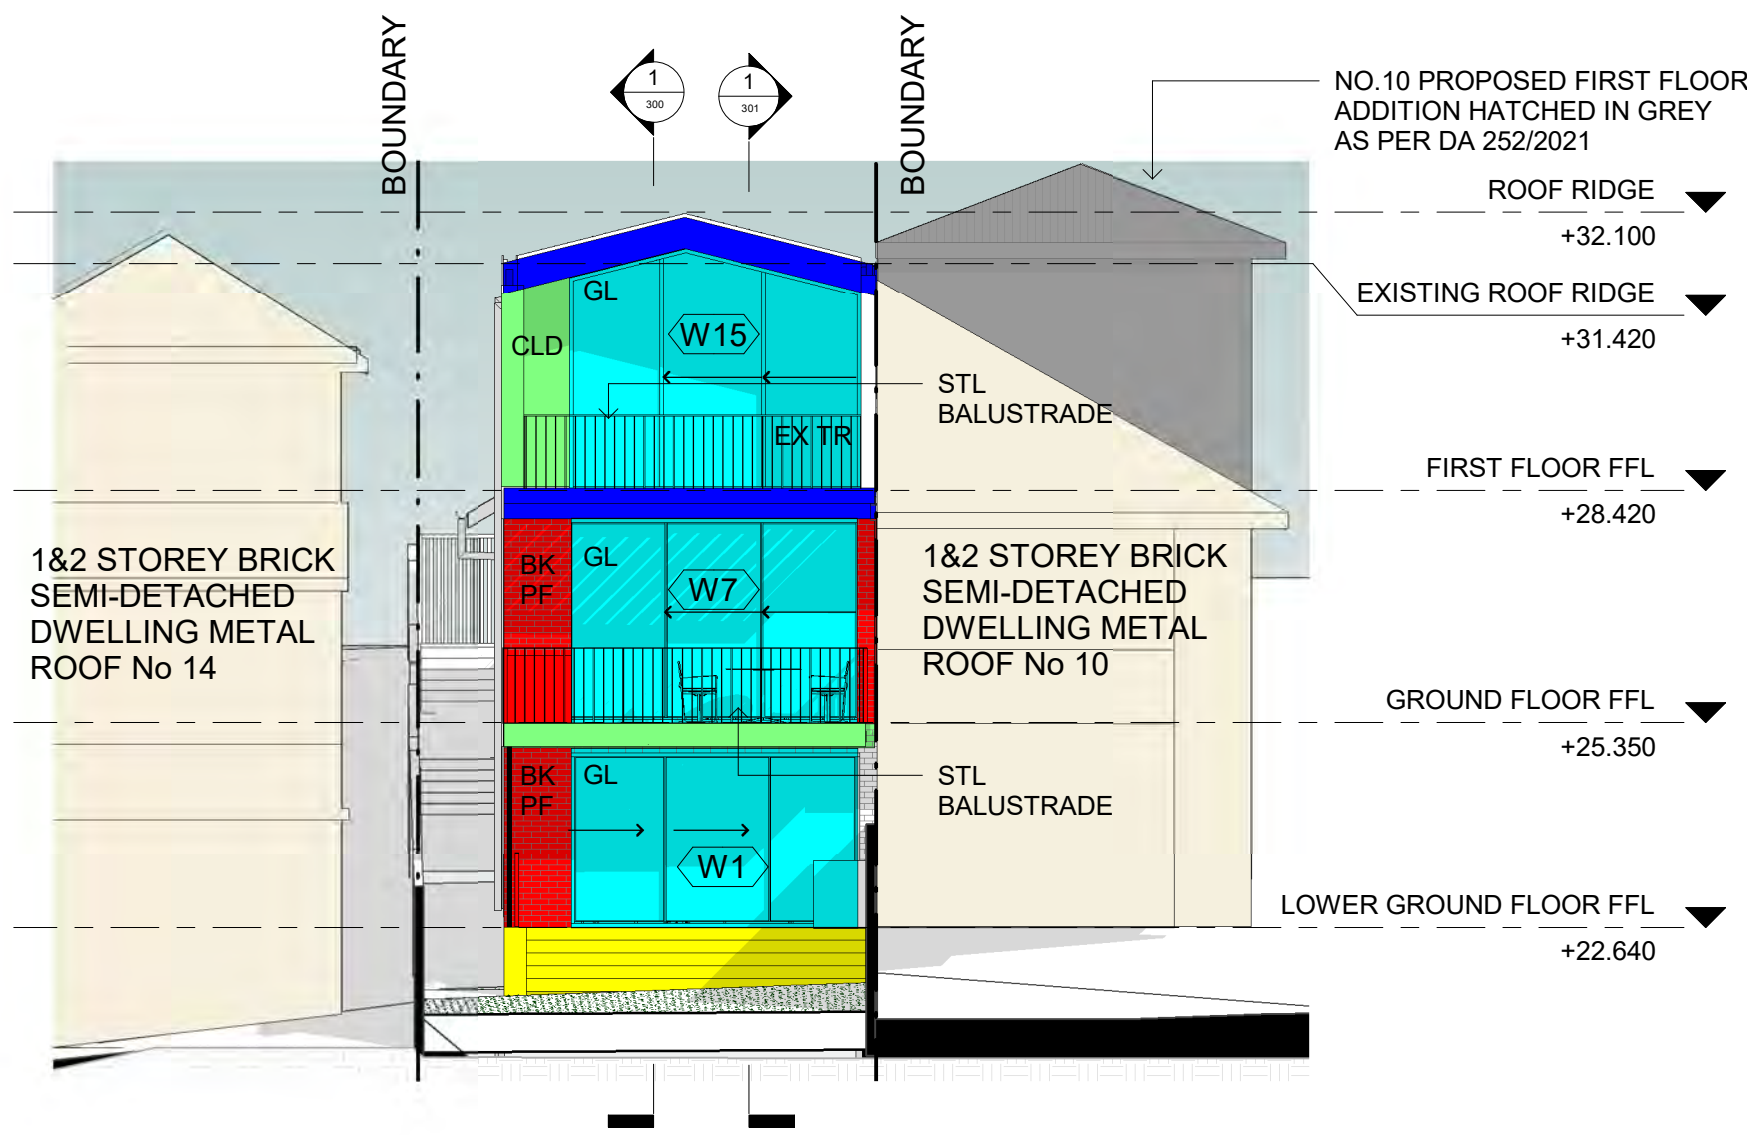 BOUNDARY
BOUNDARY
1
300
1
301
NO.10 PROPOSED FIRST FLOOR
ADDITION HATCHED IN GREY
AS PER DA 252/2021
ROOF RIDGE
+32.100
EXISTING ROOF RIDGE
+31.420
GL
W15
CLD
STL
BALUSTRADE
EX TR
FIRST FLOOR FFL
+28.420
1&2 STOREY BRICK
SEMI-DETACHED
DWELLING METAL
ROOF No 14
BK
PF
GL
W7
1&2 STOREY BRICK
SEMI-DETACHED
DWELLING METAL
ROOF No 10
GROUND FLOOR FFL
+25.350
BK
PF
GL
STL
BALUSTRADE
W1
LOWER GROUND FLOOR FFL
+22.640